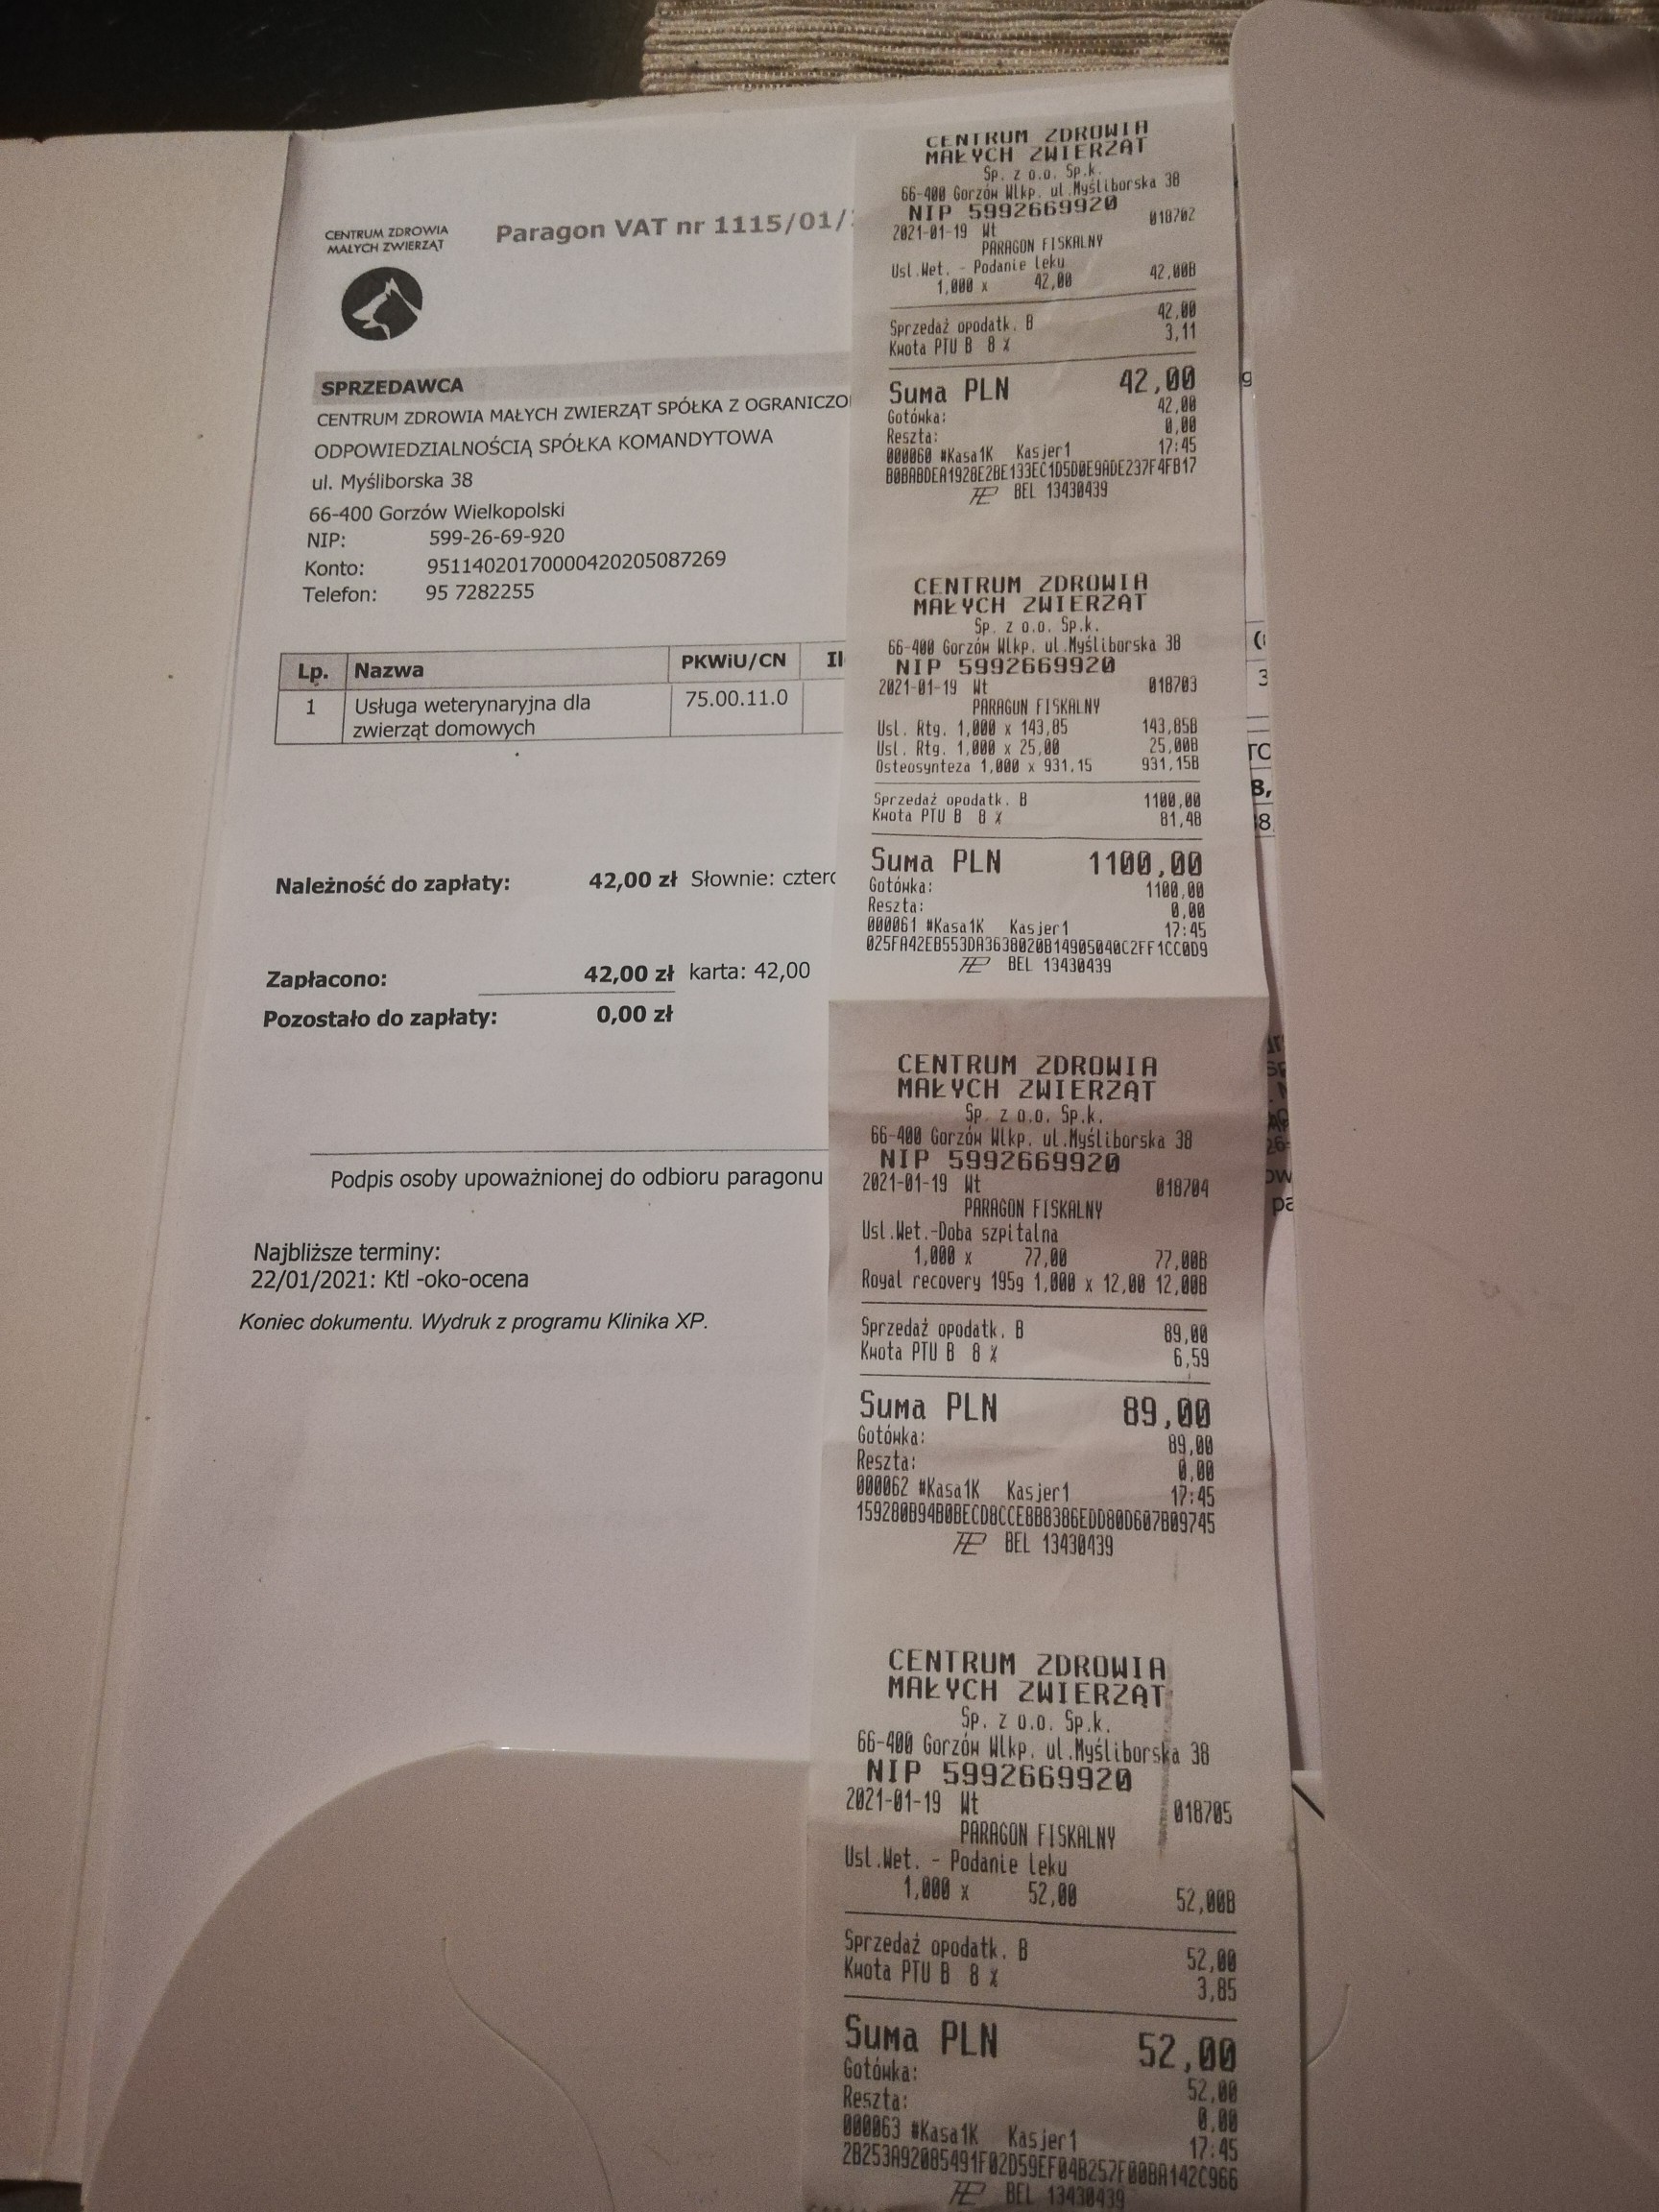 CENTRUM ZDROWIA
MAŁYCH ZWIERZĄT
Paragon VAT nr 1115/01/
SPRZEDAWCA
CENTRUM ZDROWIA MAŁYCH ZWIERZĄT SPÓŁKA Z OGRANICZO
ODPOWIEDZIALNOŚCIĄ SPÓŁKA KOMANDYTOWA
ul. Myśliborska 38
66-400 Gorzów Wielkopolski
NIP: 599-26-69-920
Konto: 95114020170000420205087269
Telefon: 95 7282255
Lp. Nazwa PKWiU/CN Il
1 Usługa weterynaryjna dla 75.00.11.0
zwierząt domowych
Należność do zapłaty: 42,00 zł Słownie: czterd
Zapłacono: 42,00 zł karta: 42,00
Pozostało do zapłaty: 0,00 zł
Podpis osoby upoważnionej do odbioru paragonu
Najbliższe terminy:
22/01/2021: Ktl -oko-ocena
Koniec dokumentu. Wydruk z programu Klinika XP.
CENTRUM ZDROWIA
MAŁYCH ZWIERZĄT
Sp. z o.o. Sp.k.
66-400 Gorzów Wlkp. ul.Myśliborska 38
NIP 5992669920
2021-01-19 Wt 018702
PARAGON FISKALNY
Usl.Wet. - Podanie leku
1,000 x 42,00 42,00B
Sprzedaż opodatk. B 42,00
Kwota PTU B 8 % 3,11
Suma PLN 42,00
Gotówka: 42,00
Reszta: 0,00
000060 #Kasa1K Kasjer1 17:45
B0BABDEA1928E2BE133EC1D5D0E9ADE237F4FB17
BEL 13430439
CENTRUM ZDROWIA
MAŁYCH ZWIERZĄT
Sp. z o.o. Sp.k.
66-400 Gorzów Wlkp. ul.Myśliborska 38
NIP 5992669920
2021-01-19 Wt 018703
PARAGON FISKALNY
Usl. Rtg. 1,000 x 143,85 143,85B
Usl. Rtg. 1,000 x 25,00 25,00B
Osteosynteza 1,000 x 931,15 931,15B
Sprzedaż opodatk. B 1100,00
Kwota PTU B 8 % 81,48
Suma PLN 1100,00
Gotówka: 1100,00
Reszta: 0,00
000061 #Kasa1K Kasjer1 17:45
025FA42EB553DA3638020B14905040C2FF1CC0D9
BEL 13430439
CENTRUM ZDROWIA
MAŁYCH ZWIERZĄT
Sp. z o.o. Sp.k.
66-400 Gorzów Wlkp. ul.Myśliborska 38
NIP 5992669920
2021-01-19 Wt 018704
PARAGON FISKALNY
Usl.Wet.-Doba szpitalna
1,000 x 77,00 77,00B
Royal recovery 195g 1,000 x 12,00 12,00B
Sprzedaż opodatk. B 89,00
Kwota PTU B 8 % 6,59
Suma PLN 89,00
Gotówka: 89,00
Reszta: 0,00
000062 #Kasa1K Kasjer1 17:45
159280B94B0BECD8CCE8B8386EDD80D607B09745
BEL 13430439
CENTRUM ZDROWIA
MAŁYCH ZWIERZĄT
Sp. z o.o. Sp.k.
66-400 Gorzów Wlkp. ul.Myśliborska 38
NIP 5992669920
2021-01-19 Wt 018705
PARAGON FISKALNY
Usl.Wet. - Podanie leku
1,000 x 52,00 52,00B
Sprzedaż opodatk. B 52,00
Kwota PTU B 8 % 3,85
Suma PLN 52,00
Gotówka: 52,00
Reszta: 0,00
000063 #Kasa1K Kasjer1 17:45
2B253A92085491F02D59EF04B257F00BA142C966
BEL 13430439